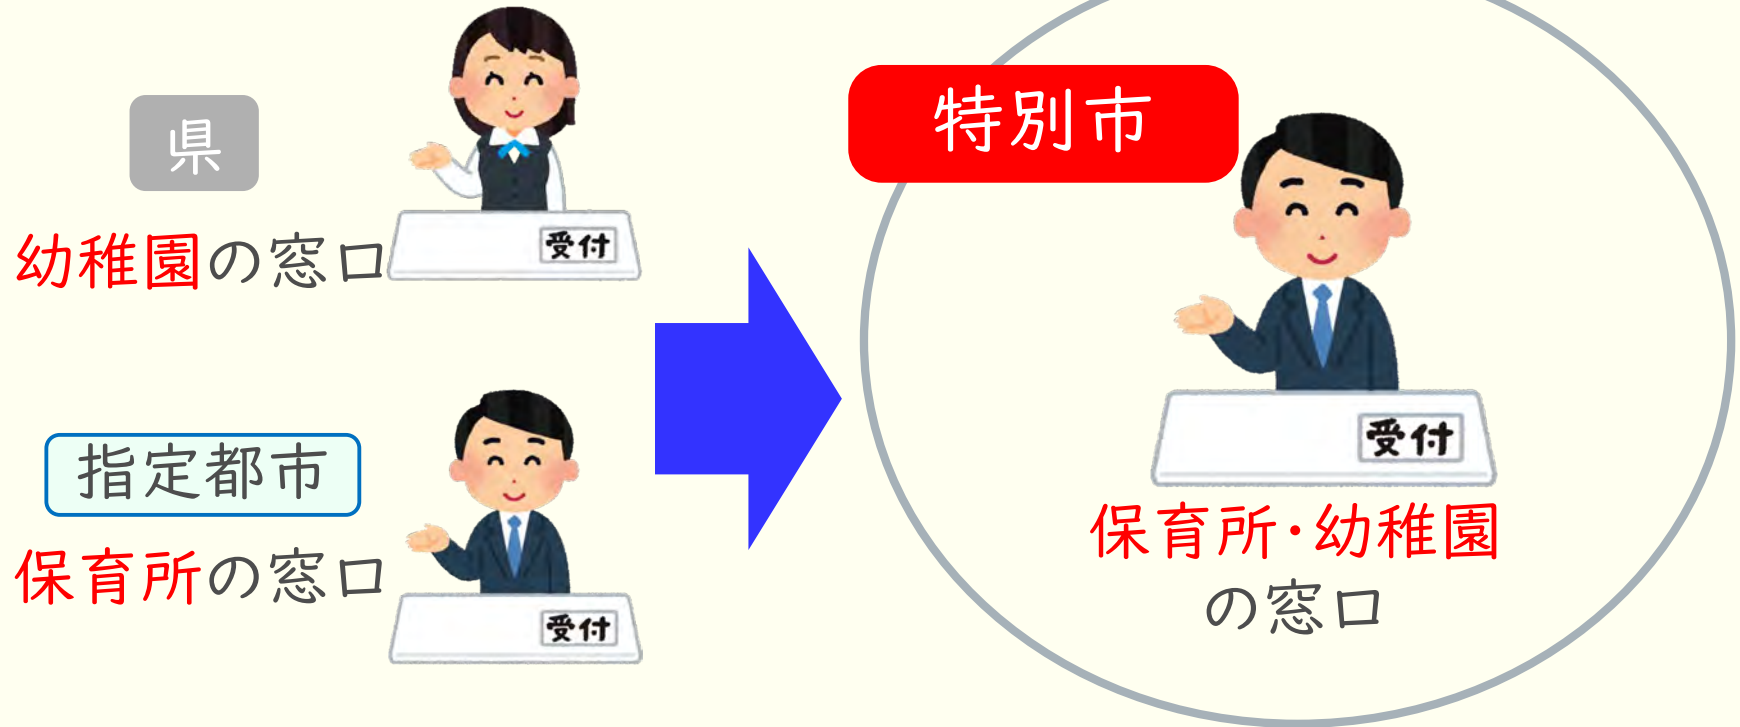 県
幼稚園の窓口
受付
指定都市
保育所の窓口
受付
特別市
受付
保育所・幼稚園
の窓口